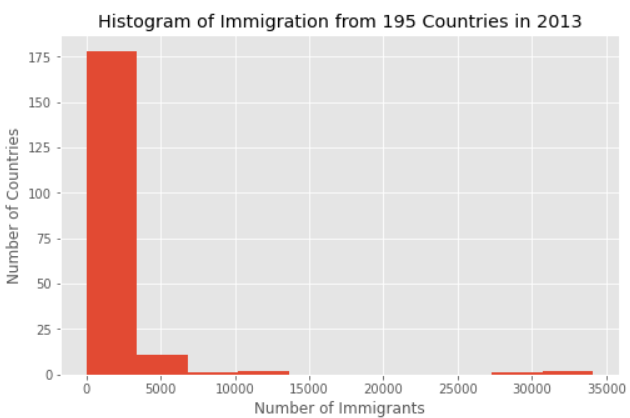 Histogram of Immigration from 195 Countries in 2013
Number of Countries
175
150
125
100
75
50
25
0
0 5000 10000 15000 20000 25000 30000 35000
Number of Immigrants